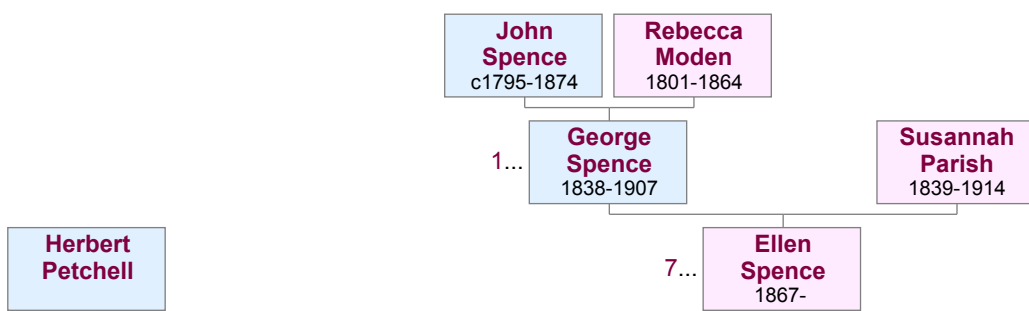 John
Spence
c1795-1874
Rebecca
Moden
1801-1864
1...
George
Spence
1838-1907
Susannah
Parish
1839-1914
Herbert
Petchell
7...
Ellen
Spence
1867-